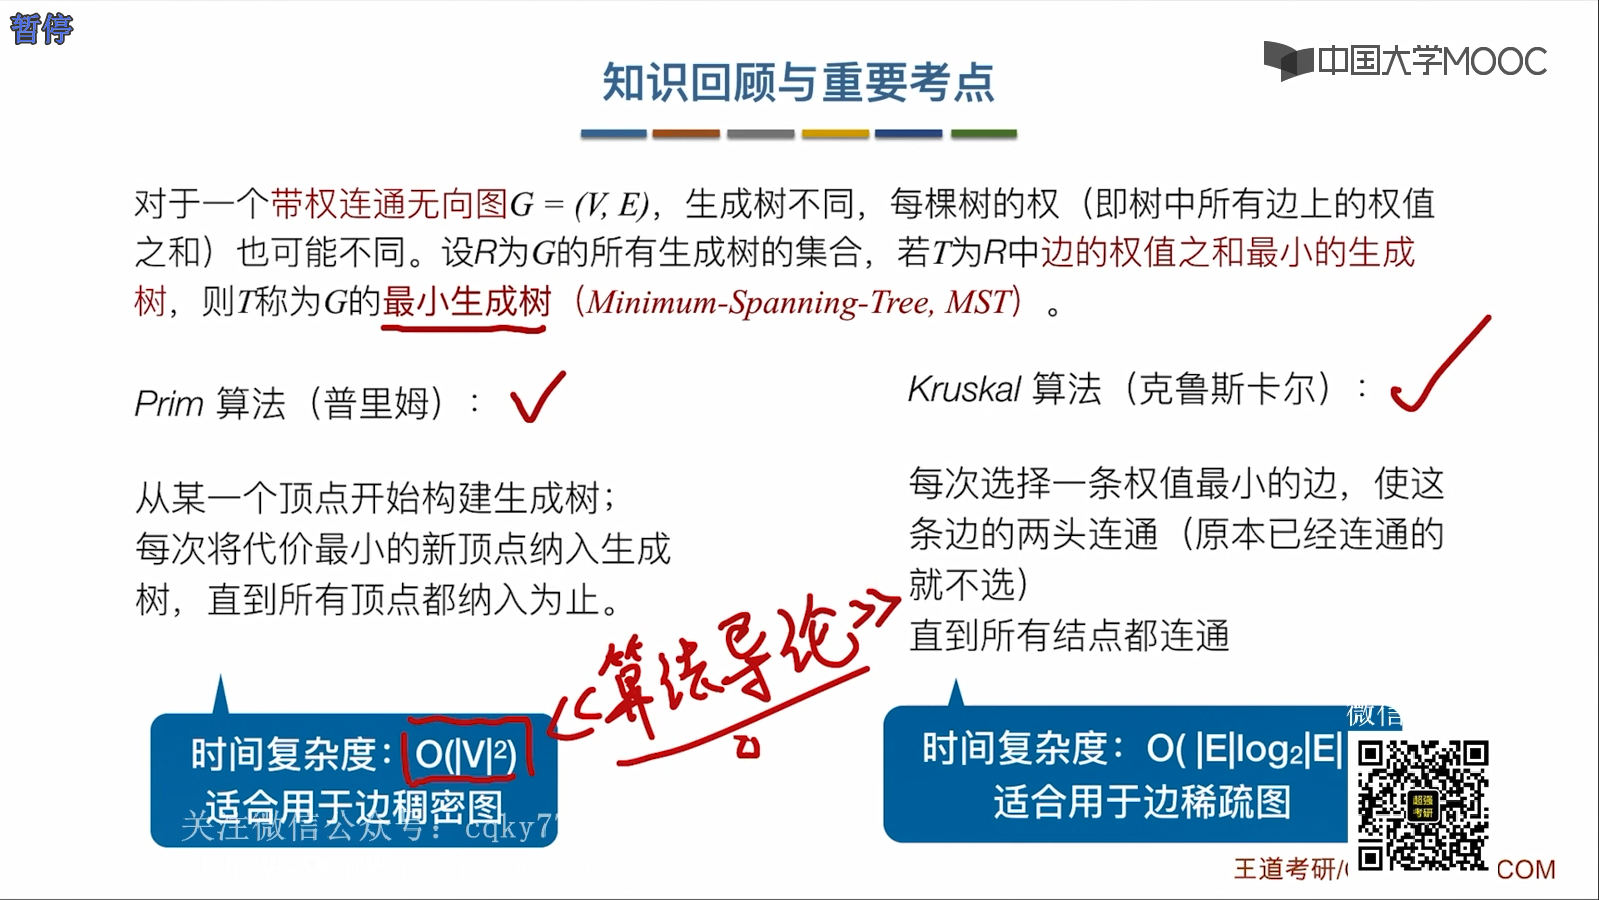 暂停
中国大学MOOC
知识回顾与重要考点
对于一个带权连通无向图G = (V, E)，生成树不同，每棵树的权（即树中所有边上的权值
之和）也可能不同。设R为G的所有生成树的集合，若T为R中边的权值之和最小的生成
树，则T称为G的最小生成树（Minimum-Spanning-Tree, MST）。
Prim 算法（普里姆）：
从某一个顶点开始构建生成树；
每次将代价最小的新顶点纳入生成
树，直到所有顶点都纳入为止。
时间复杂度：O(|V|²)
适合用于边稠密图
关注微信公众号：cqky77
《算法导论》
Kruskal 算法（克鲁斯卡尔）：
每次选择一条权值最小的边，使这
条边的两头连通（原本已经连通的
就不选）
直到所有结点都连通
时间复杂度：O( |E|log₂|E|
适合用于边稀疏图
微信
超强
考研
王道考研/
COM